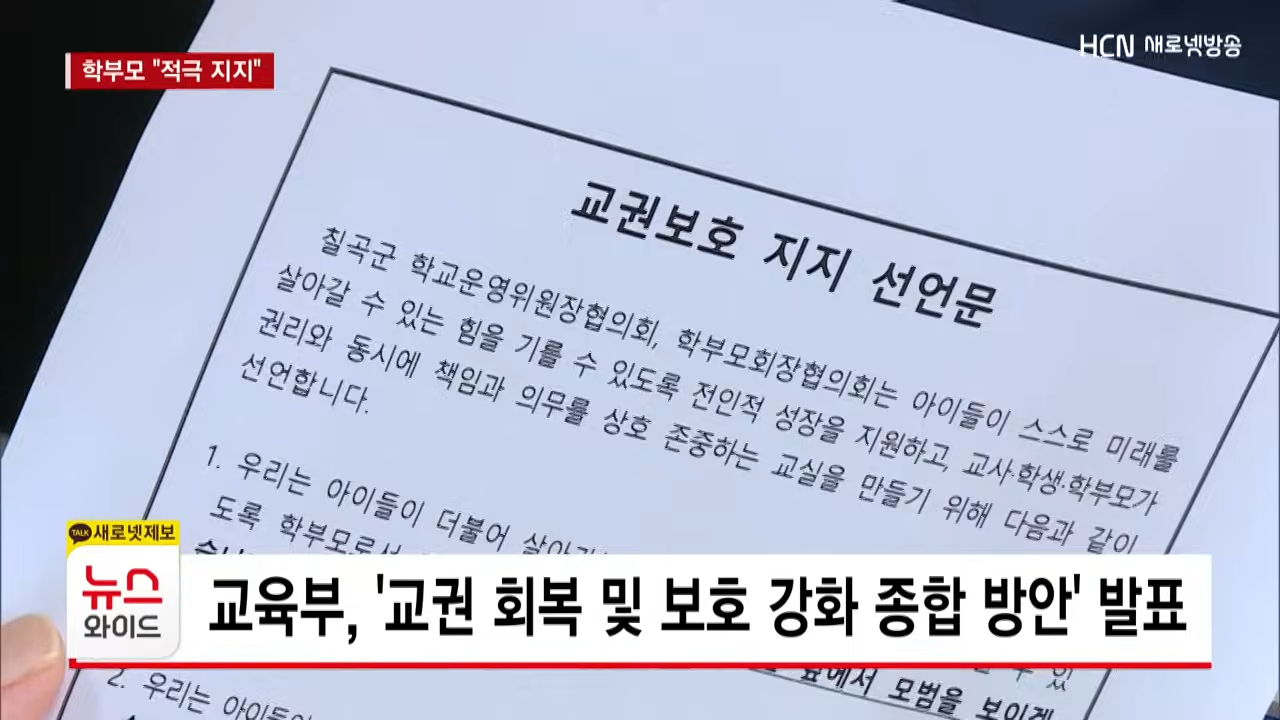 HCN 새로넷방송
학부모 "적극 지지"
교권보호 지지 선언문
칠곡군 학교운영위원장협의회, 학부모회장협의회는 아이들이 스스로 미래를
살아갈 수 있는 힘을 기를 수 있도록 전인적 성장을 지원하고, 교사·학생·학부모가
권리와 동시에 책임과 의무를 상호 존중하는 교실을 만들기 위해 다음과 같이
선언합니다.
1. 우리는 아이들이 더불어
도록 학부모로서
TALK 새로넷제보
뉴스
와이드
교육부, '교권 회복 및 보호 강화 종합 방안' 발표
수 있
앞에서 모범을 보이겠
2. 우리는 아이들이